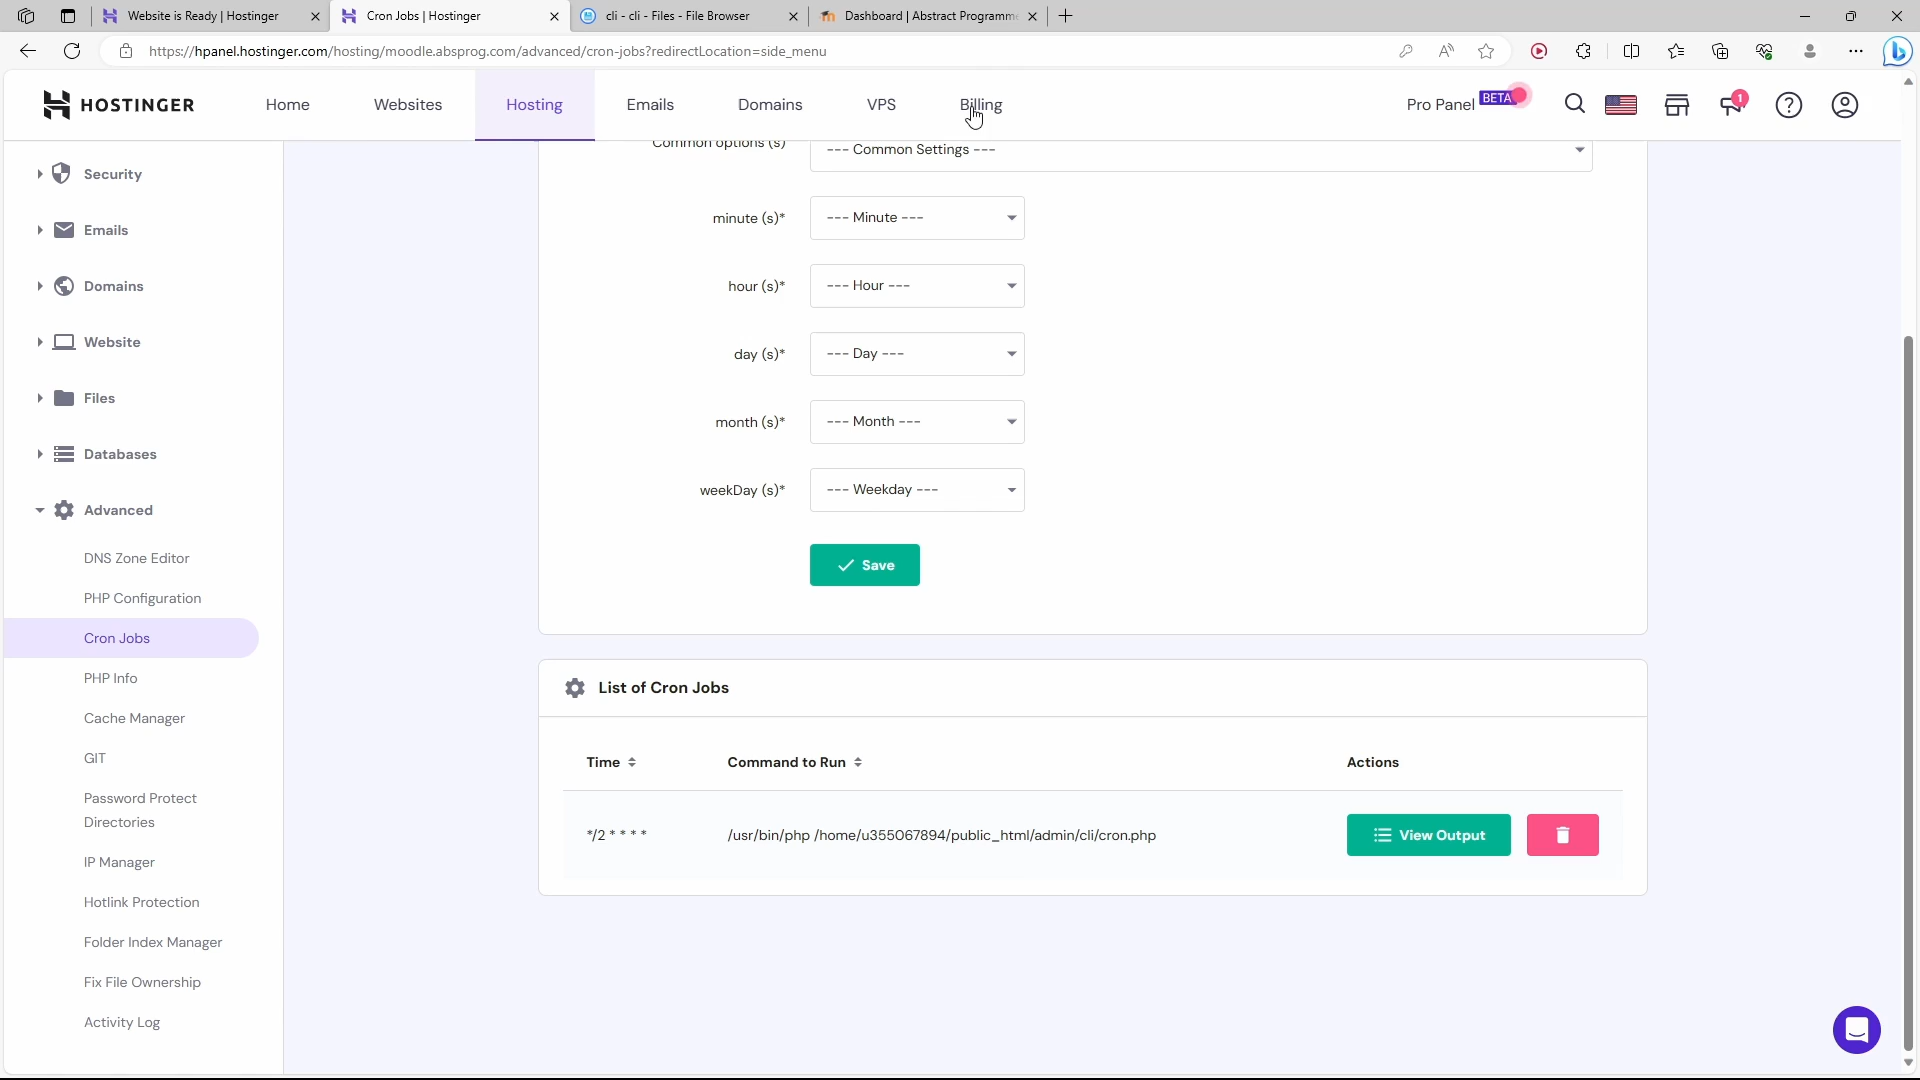 Website is Ready | Hostinger
Cron Jobs | Hostinger
cli - cli - Files - File Browser
Dashboard | Abstract Programm
https://hpanel.hostinger.com/hosting/moodle.absprog.com/advanced/cron-jobs?redirectLocation=side_menu
HOSTINGER
Home
Websites
Hosting
Emails
Domains
VPS
Billing
Pro Panel
BETA
1
Security
Emails
Domains
Website
Files
Databases
Advanced
DNS Zone Editor
PHP Configuration
Cron Jobs
PHP Info
Cache Manager
GIT
Password Protect
Directories
IP Manager
Hotlink Protection
Folder Index Manager
Fix File Ownership
Activity Log
Common options (s)
--- Common Settings ---
minute (s)*
--- Minute ---
hour (s)*
--- Hour ---
day (s)*
--- Day ---
month (s)*
--- Month ---
weekDay (s)*
--- Weekday ---
Save
List of Cron Jobs
Time
Command to Run
Actions
*/2 * * * *
/usr/bin/php /home/u355067894/public_html/admin/cli/cron.php
View Output